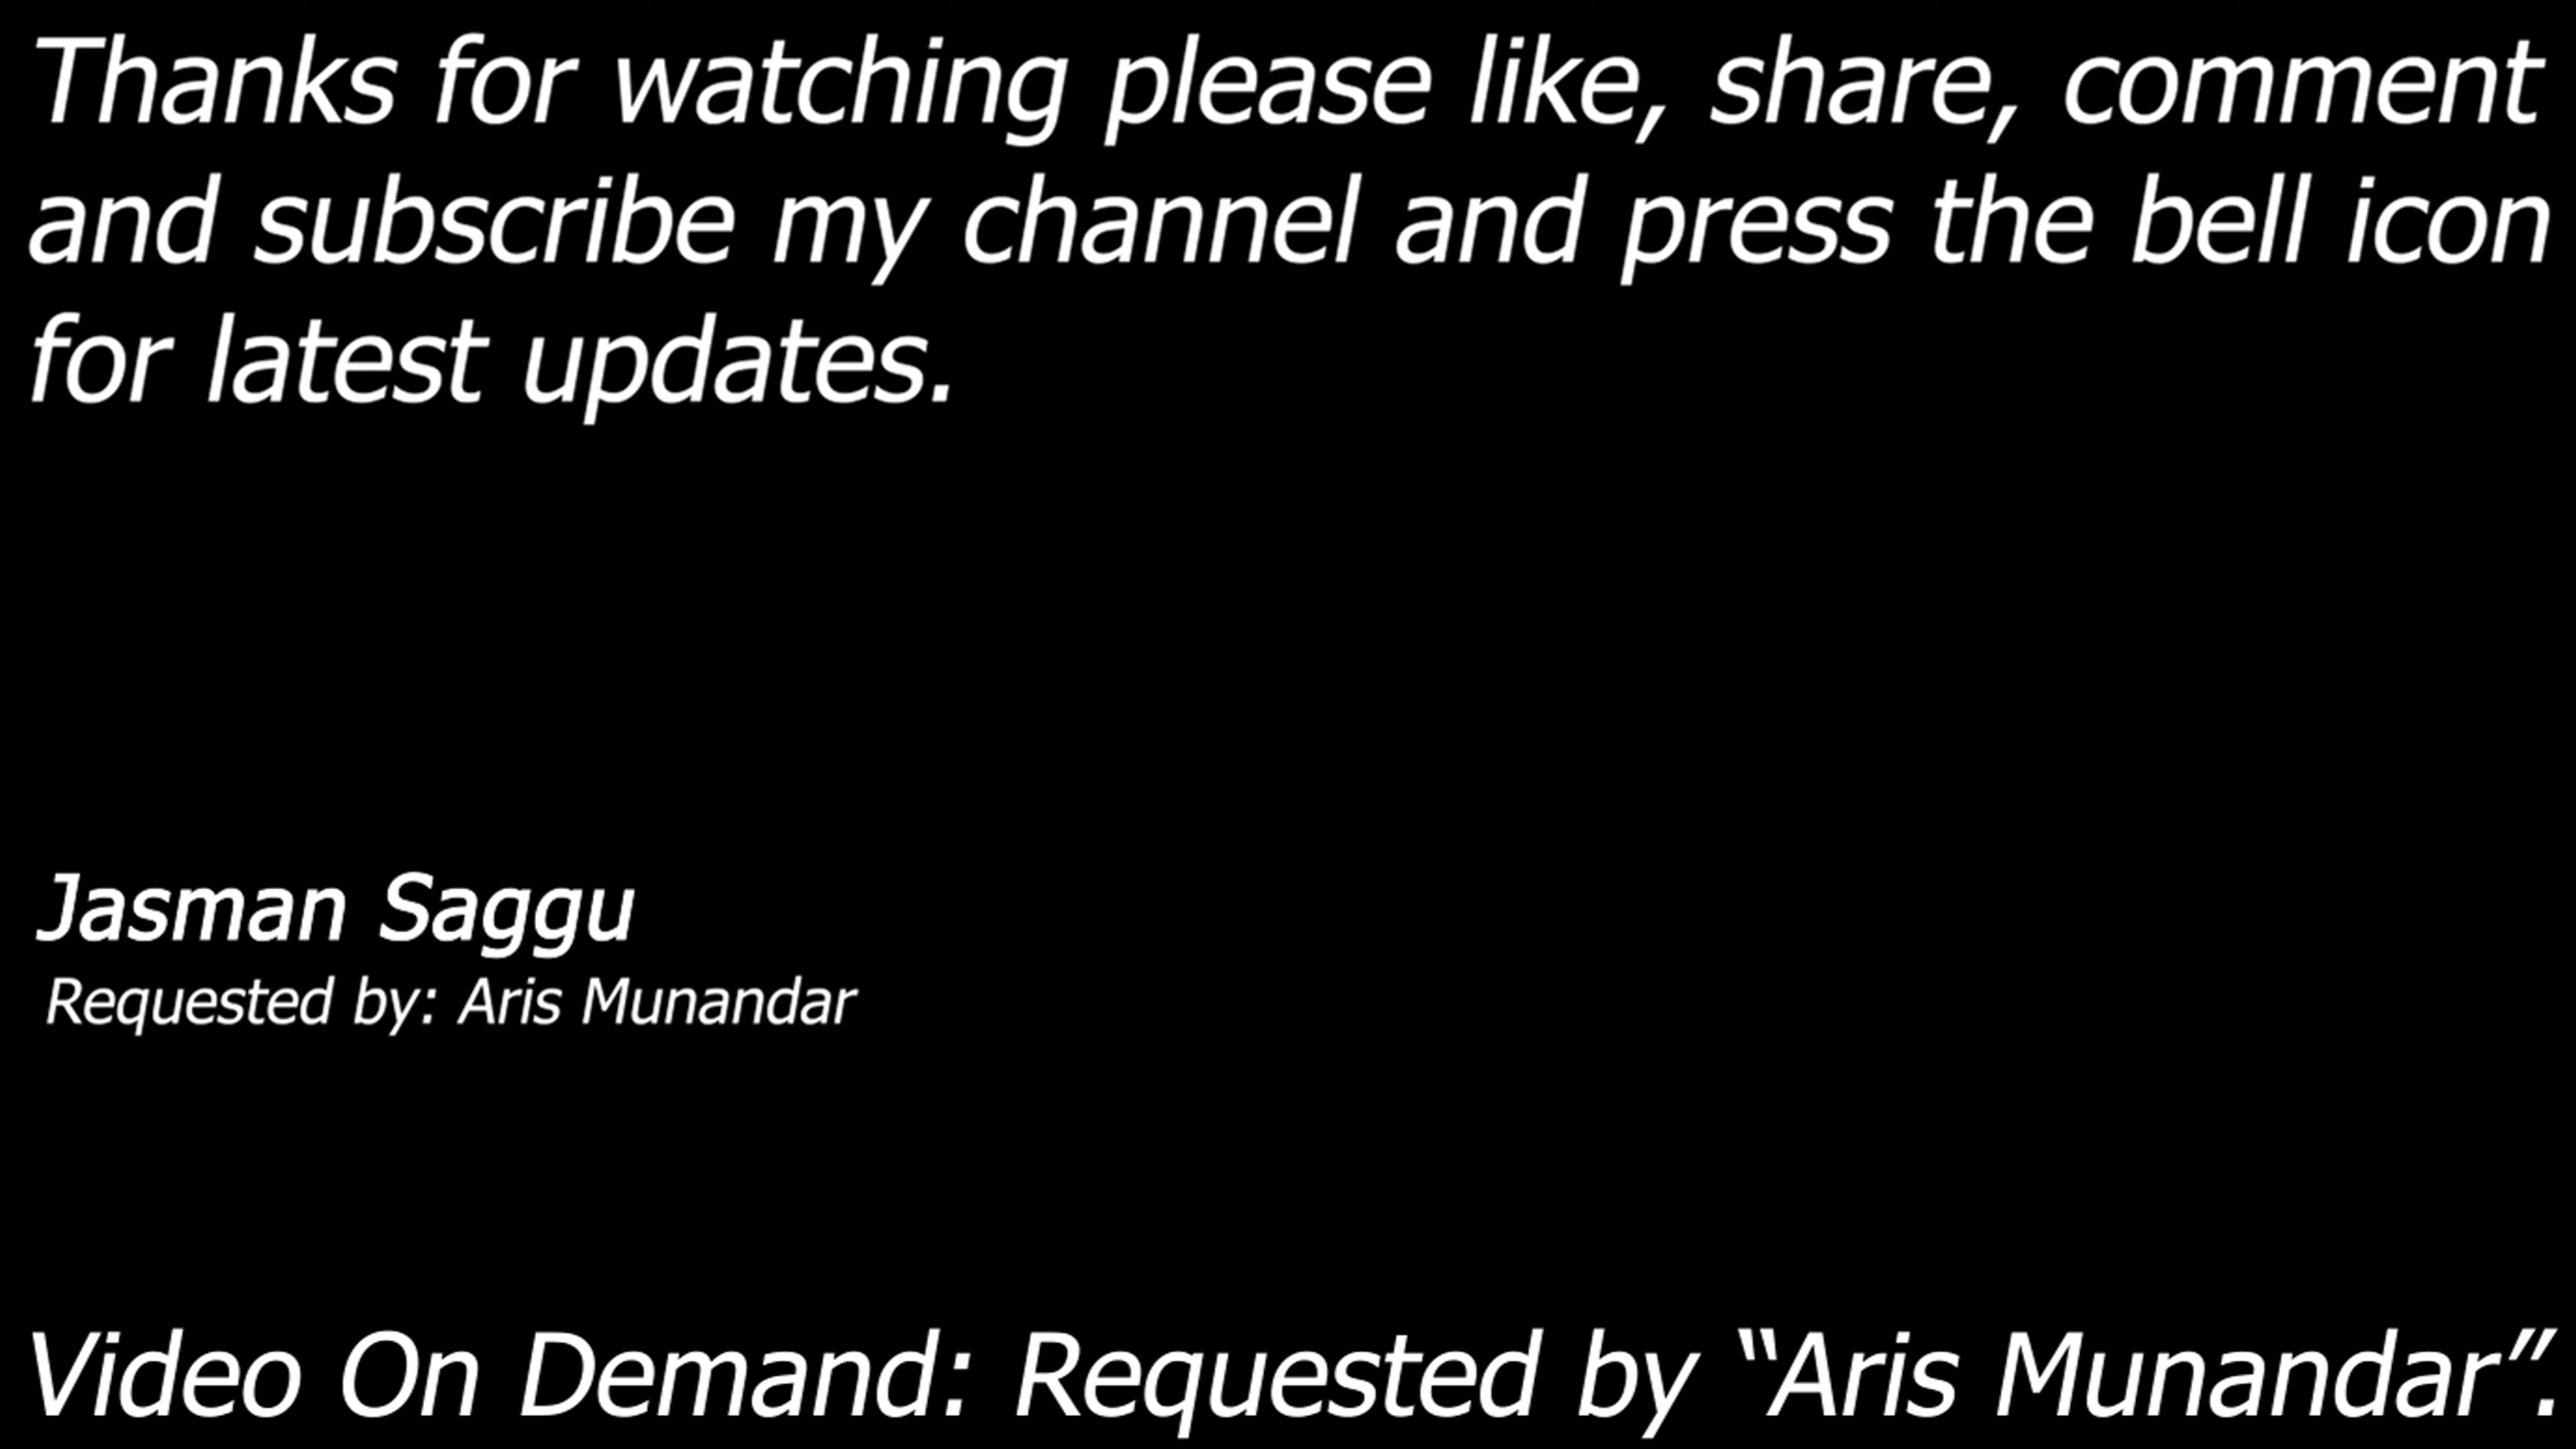 Thanks for watching please like, share, comment
and subscribe my channel and press the bell icon
for latest updates.
Jasman Saggu
Requested by: Aris Munandar
Video On Demand: Requested by “Aris Munandar”.